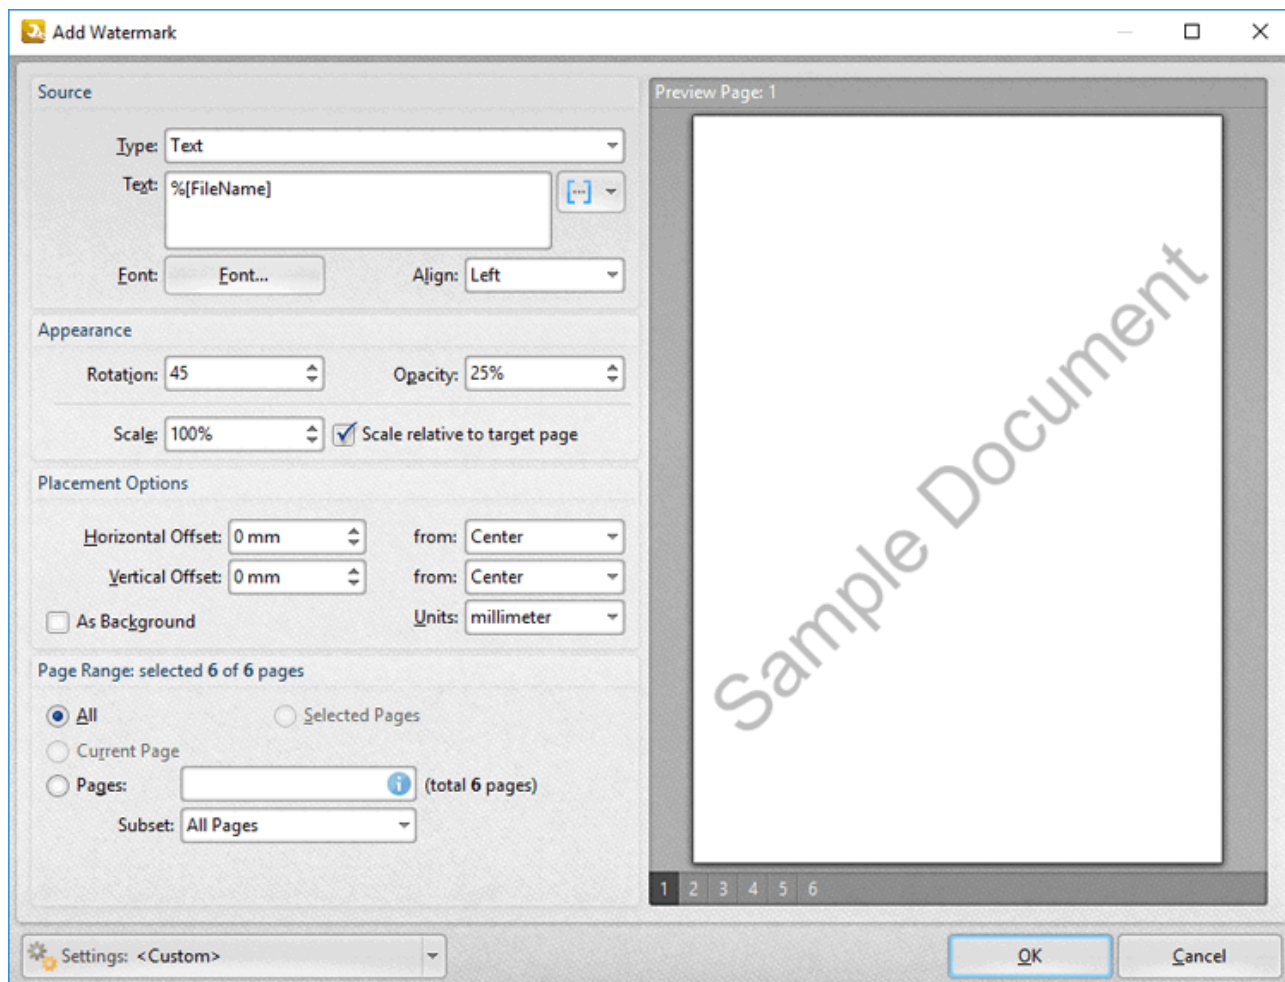 Add Watermark
Source
Type: Text
Text: %[FileName]
Font: Font... Align: Left
Appearance
Rotation: 45 Opacity: 25%
Scale: 100% Scale relative to target page
Placement Options
Horizontal Offset: 0 mm from: Center
Vertical Offset: 0 mm from: Center
As Background Units: millimeter
Page Range: selected 6 of 6 pages
All Selected Pages
Current Page
Pages: (total 6 pages)
Subset: All Pages
Preview Page: 1
Sample Document
1 2 3 4 5 6
Settings: <Custom> OK Cancel